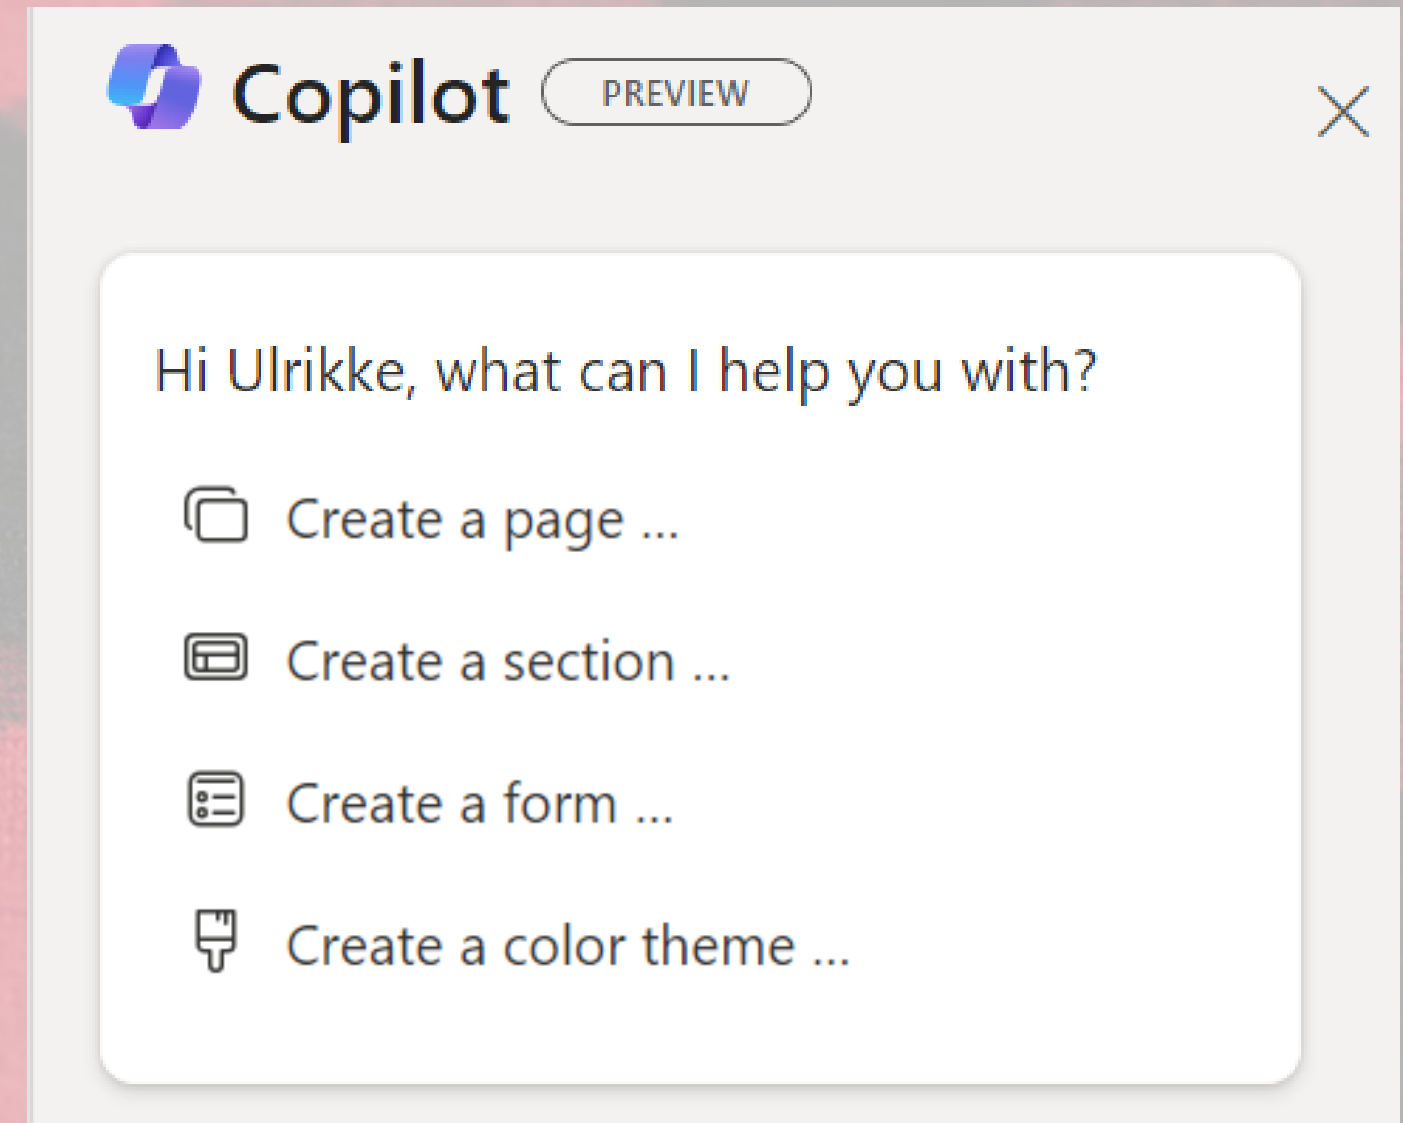 Copilot PREVIEW
Hi Ulrikke, what can I help you with?
Create a page ...
Create a section ...
Create a form ...
Create a color theme ...